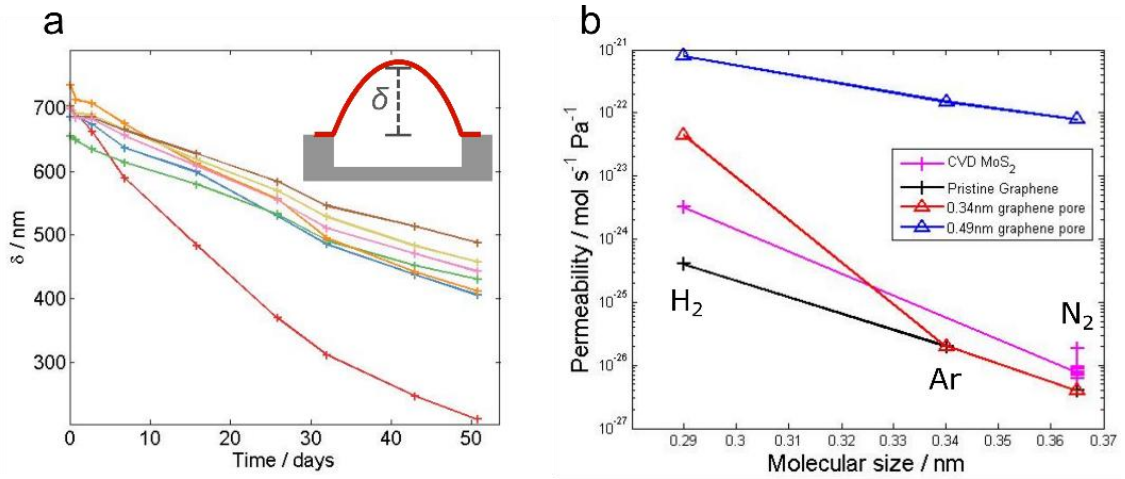 a
δ / nm
700
600
500
400
300
0
10
20
30
40
50
Time / days
δ
b
Permeability / mol s⁻¹ Pa⁻¹
10⁻²¹
10⁻²²
10⁻²³
10⁻²⁴
10⁻²⁵
10⁻²⁶
10⁻²⁷
CVD MoS₂
Pristine Graphene
0.34nm graphene pore
0.49nm graphene pore
H₂
Ar
N₂
0.29
0.3
0.31
0.32
0.33
0.34
0.35
0.36
0.37
Molecular size / nm